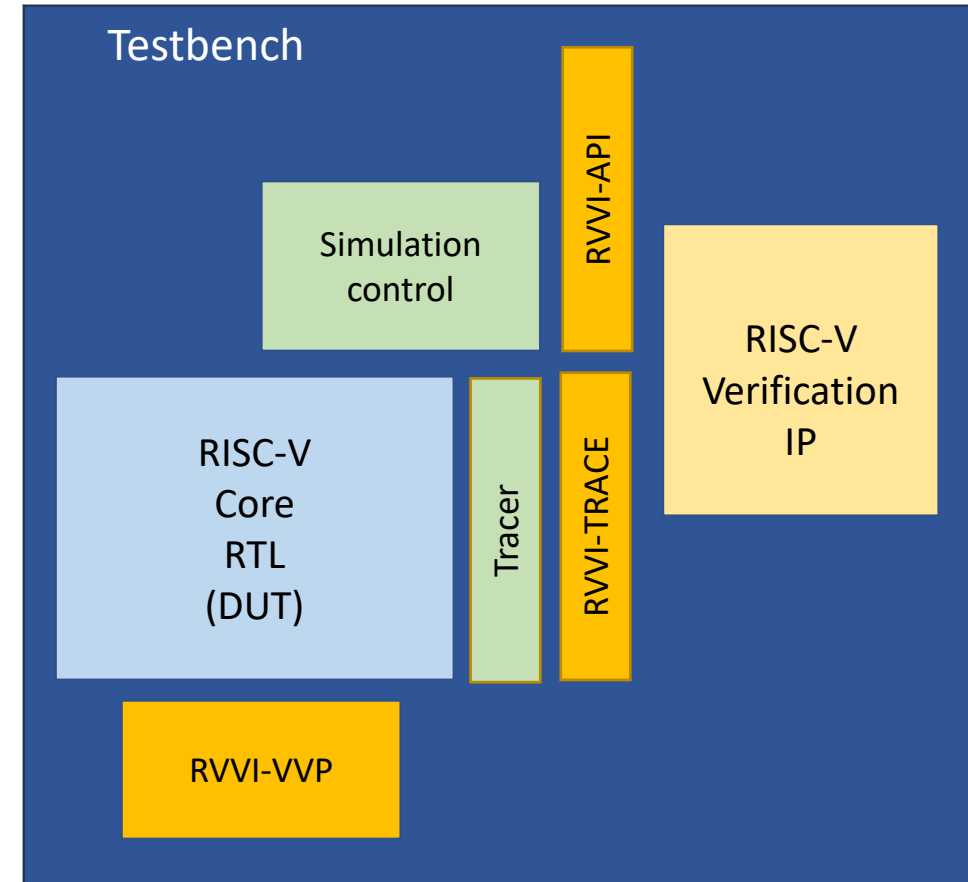 Testbench
RVVI-API
Simulation
control
RISC-V
Verification
IP
RISC-V
Core
RTL
(DUT)
Tracer
RVVI-TRACE
RVVI-VVP